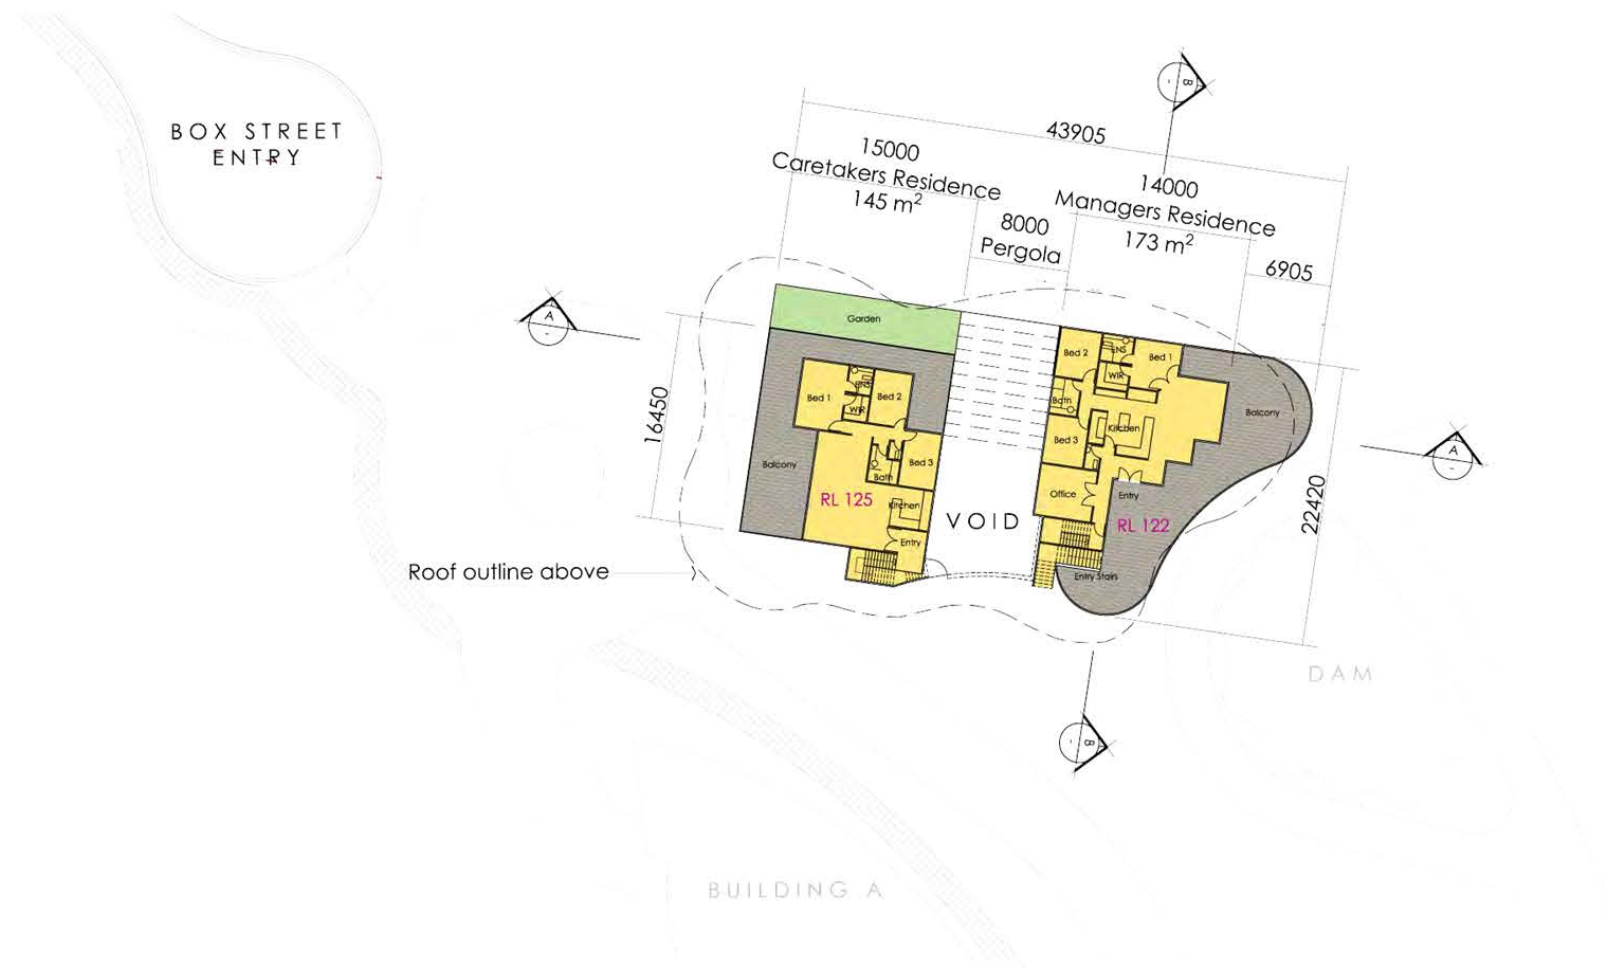 BOX STREET
ENTRY
B
43905
15000
Caretakers Residence
145 m²
14000
Managers Residence
173 m²
8000
Pergola
6905
A
Garden
Bed 2
ENS
Bed 1
WIR
Bath
Kitchen
Balcony
Bed 3
Office
Entry
RL 122
Entry Stairs
Bed 1
ENS
Bed 2
WIR
Bed 3
Bath
Balcony
RL 125
Kitchen
Entry
VOID
16450
22420
A
Roof outline above
DAM
B
BUILDING A